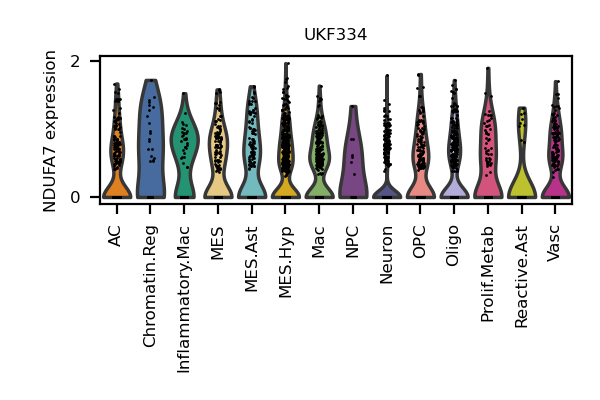 UKF334
NDUFA7 expression
2
0
AC
Chromatin.Reg
Inflammatory.Mac
MES
MES.Ast
MES.Hyp
Mac
NPC
Neuron
OPC
Oligo
Prolif.Metab
Reactive.Ast
Vasc